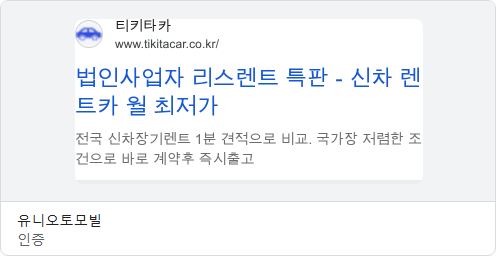 티키타카
www.tikitacar.co.kr/
법인사업자 리스렌트 특판 - 신차 렌
트카 월 최저가
전국 신차장기렌트 1분 견적으로 비교. 국가장 저렴한 조
건으로 바로 계약후 즉시출고
유니오토모빌
인증